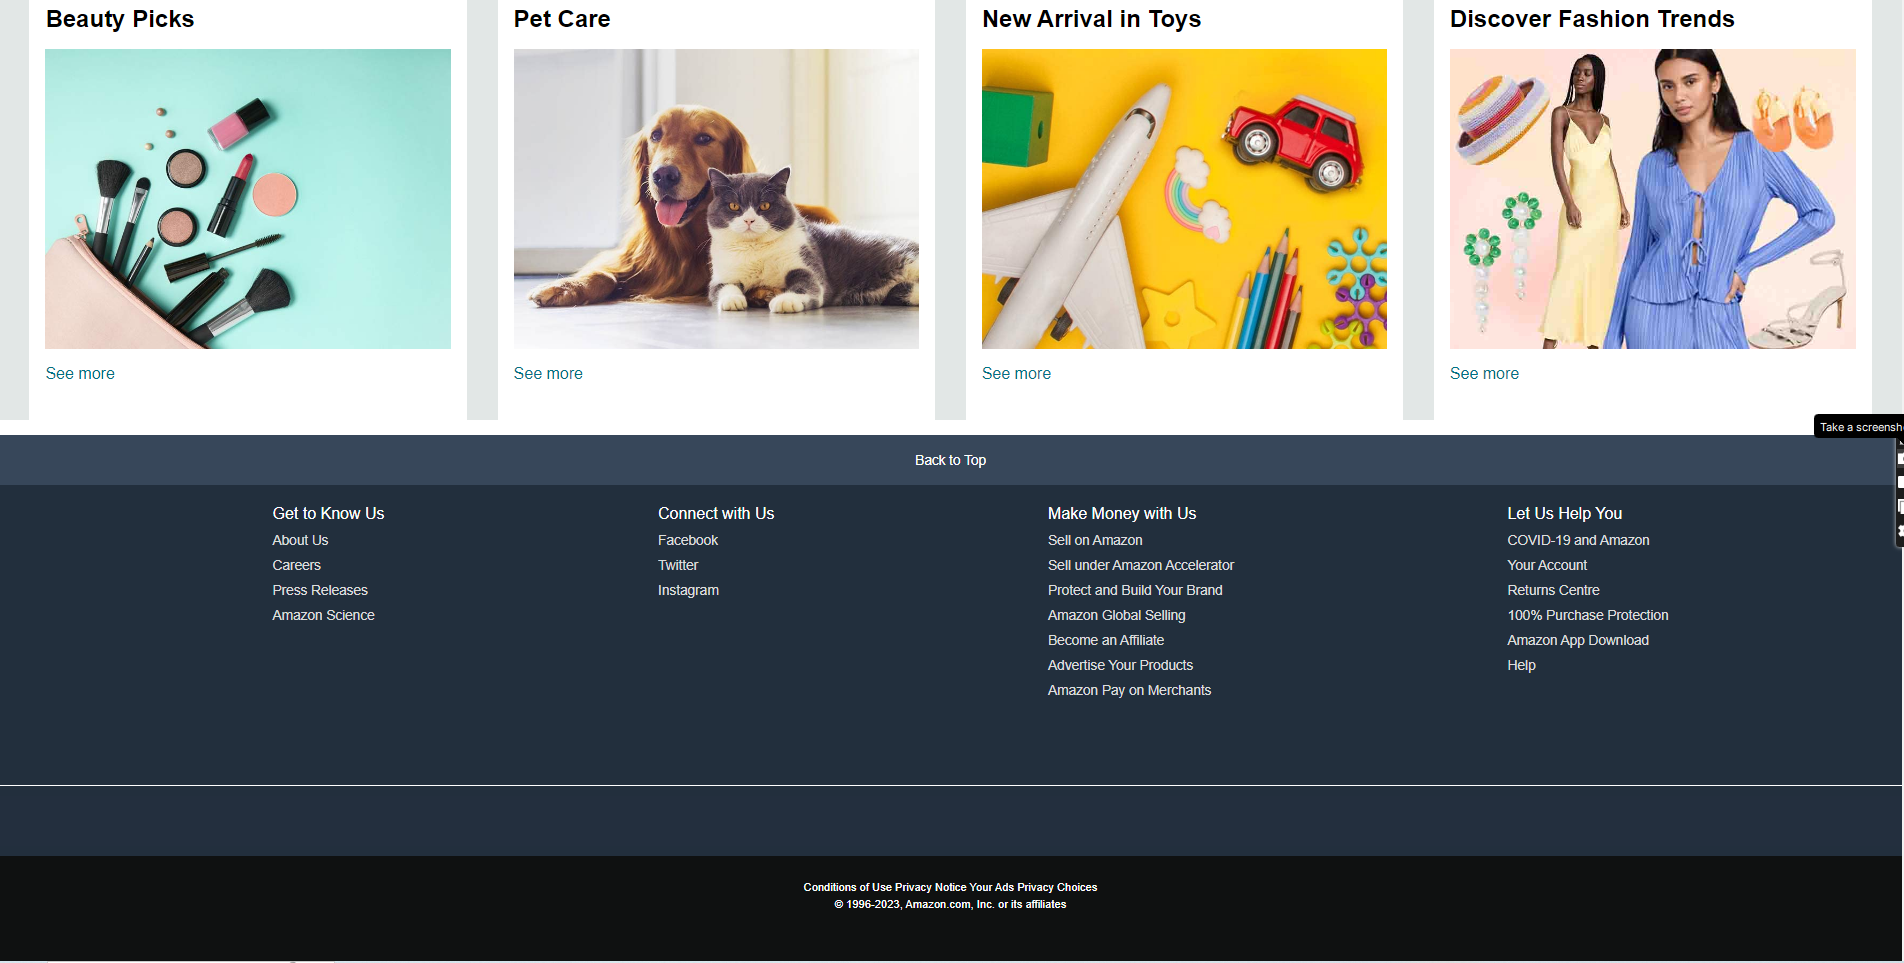 Beauty Picks
Pet Care
New Arrival in Toys
Discover Fashion Trends
See more
See more
See more
See more
Take a screensh
Back to Top
Get to Know Us
About Us
Careers
Press Releases
Amazon Science
Connect with Us
Facebook
Twitter
Instagram
Make Money with Us
Sell on Amazon
Sell under Amazon Accelerator
Protect and Build Your Brand
Amazon Global Selling
Become an Affiliate
Advertise Your Products
Amazon Pay on Merchants
Let Us Help You
COVID-19 and Amazon
Your Account
Returns Centre
100% Purchase Protection
Amazon App Download
Help
Conditions of Use Privacy Notice Your Ads Privacy Choices
© 1996-2023, Amazon.com, Inc. or its affiliates